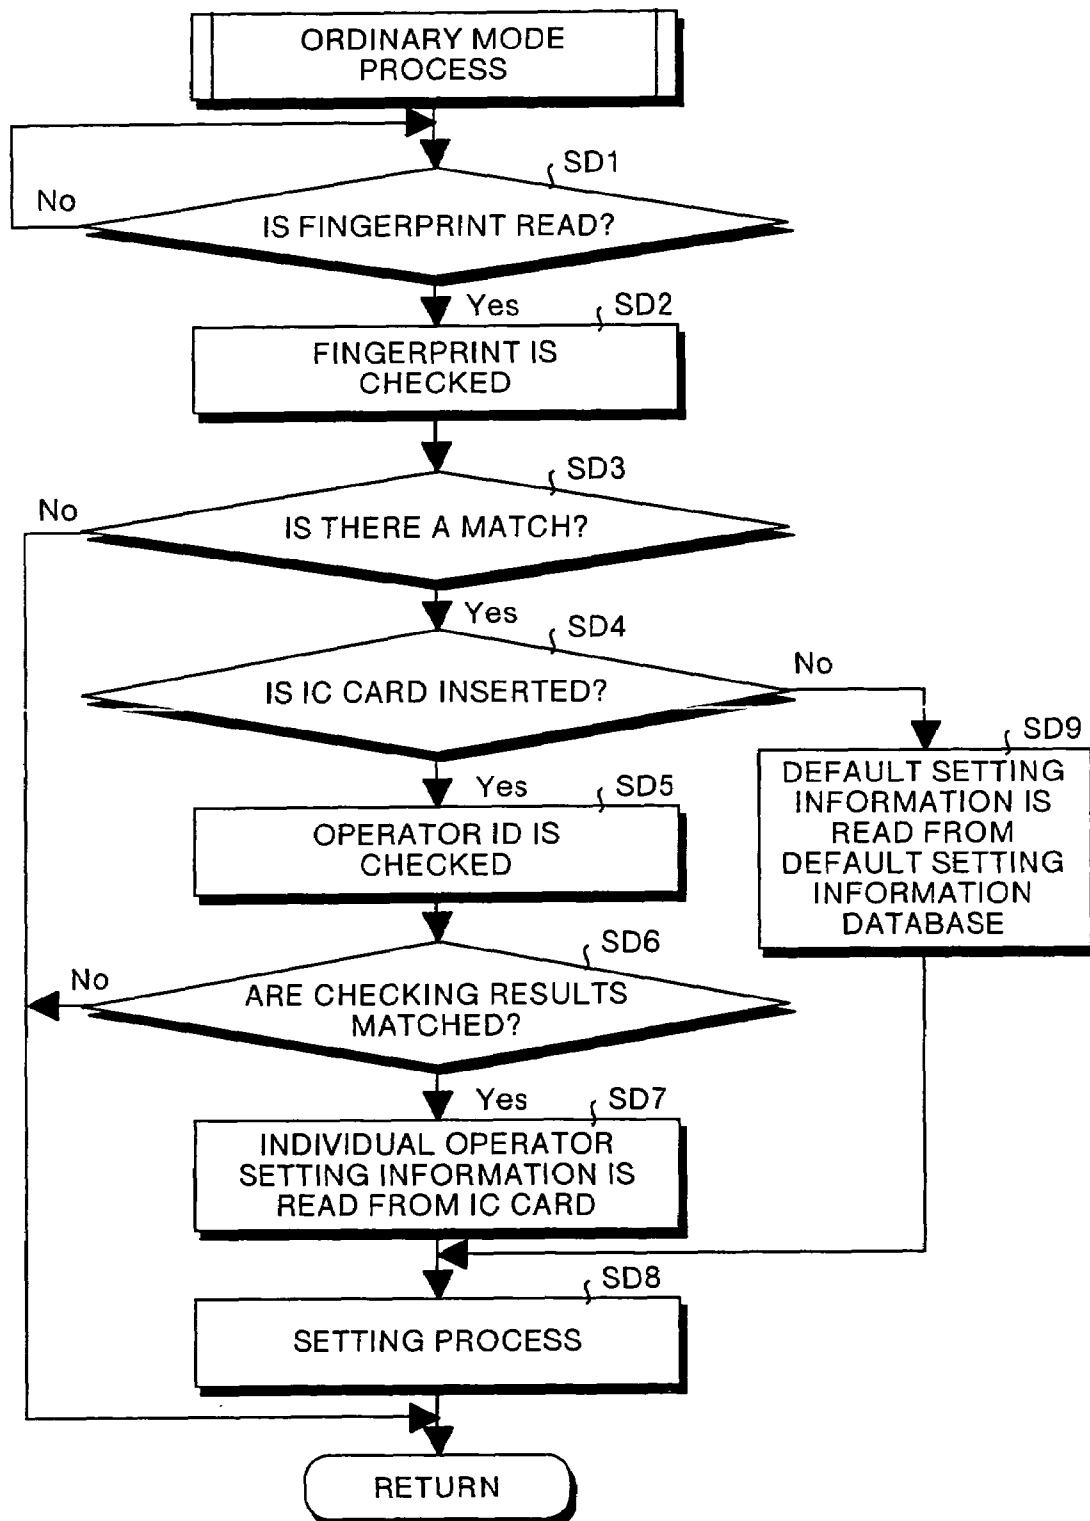 ORDINARY MODE
PROCESS
SD1
No
IS FINGERPRINT READ?
Yes
SD2
FINGERPRINT IS
CHECKED
SD3
No
IS THERE A MATCH?
Yes
SD4
No
IS IC CARD INSERTED?
SD9
DEFAULT SETTING
INFORMATION IS
READ FROM
DEFAULT SETTING
INFORMATION
DATABASE
Yes
SD5
OPERATOR ID IS
CHECKED
SD6
No
ARE CHECKING RESULTS
MATCHED?
Yes
SD7
INDIVIDUAL OPERATOR
SETTING INFORMATION IS
READ FROM IC CARD
SD8
SETTING PROCESS
RETURN